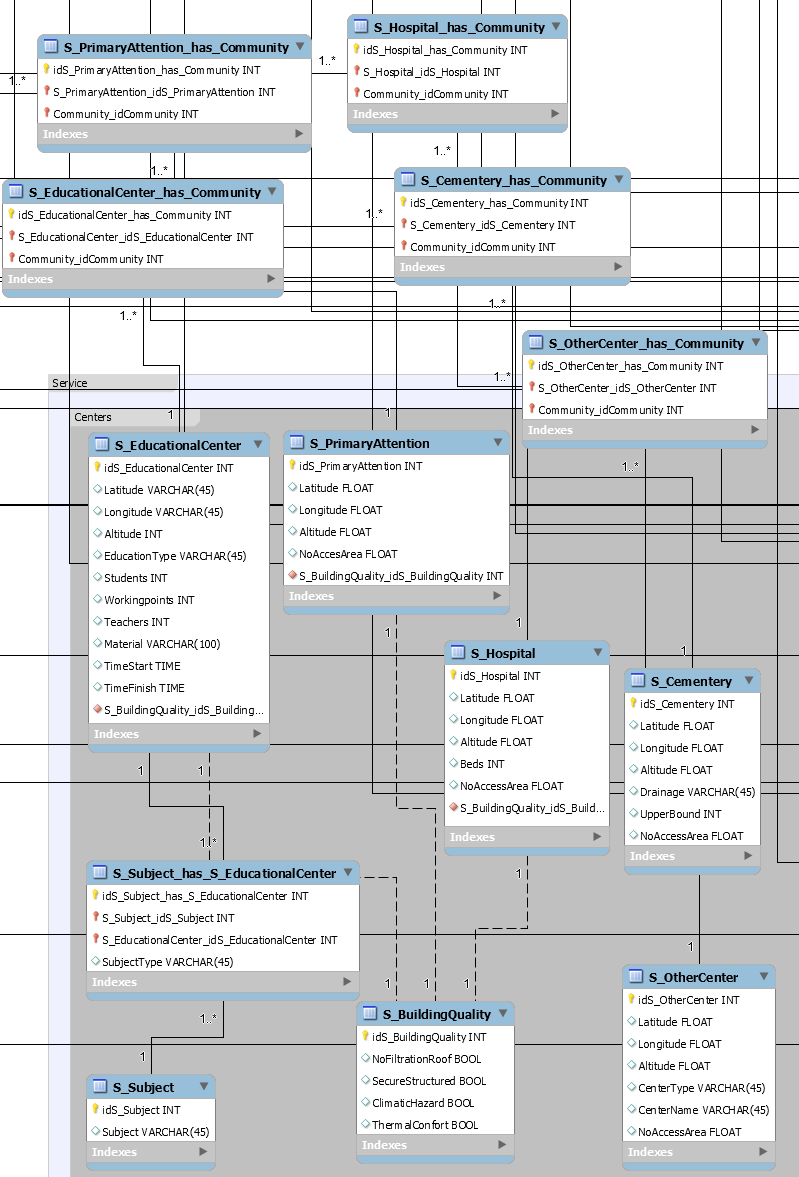 S_PrimaryAttention_has_Community
idS_PrimaryAttention_has_Community INT
S_PrimaryAttention_idS_PrimaryAttention INT
Community_idCommunity INT
Indexes
S_Hospital_has_Community
idS_Hospital_has_Community INT
S_Hospital_idS_Hospital INT
Community_idCommunity INT
Indexes
1..*
1..*
1..*
1..*
S_EducationalCenter_has_Community
idS_EducationalCenter_has_Community INT
S_EducationalCenter_idS_EducationalCenter INT
Community_idCommunity INT
Indexes
S_Cementery_has_Community
idS_Cementery_has_Community INT
S_Cementery_idS_Cementery INT
Community_idCommunity INT
Indexes
1..*
1..*
1..*
S_OtherCenter_has_Community
idS_OtherCenter_has_Community INT
S_OtherCenter_idS_OtherCenter INT
Community_idCommunity INT
Indexes
1..*
1..*
Service
Centers
1
1
S_EducationalCenter
idS_EducationalCenter INT
Latitude VARCHAR(45)
Longitude VARCHAR(45)
Altitude INT
EducationType VARCHAR(45)
Students INT
Workingpoints INT
Teachers INT
Material VARCHAR(100)
TimeStart TIME
TimeFinish TIME
S_BuildingQuality_idS_Building...
Indexes
S_PrimaryAttention
idS_PrimaryAttention INT
Latitude FLOAT
Longitude FLOAT
Altitude FLOAT
NoAccesArea FLOAT
S_BuildingQuality_idS_BuildingQuality INT
Indexes
1
1
1
S_Hospital
idS_Hospital INT
Latitude FLOAT
Longitude FLOAT
Altitude FLOAT
Beds INT
NoAccessArea FLOAT
S_BuildingQuality_idS_Build...
Indexes
S_Cementery
idS_Cementery INT
Latitude FLOAT
Longitude FLOAT
Altitude FLOAT
Drainage VARCHAR(45)
UpperBound INT
NoAccessArea FLOAT
Indexes
1
1
1..*
1
1
S_Subject_has_S_EducationalCenter
idS_Subject_has_S_EducationalCenter INT
S_Subject_idS_Subject INT
S_EducationalCenter_idS_EducationalCenter INT
SubjectType VARCHAR(45)
Indexes
1
1
1
1..*
1
S_BuildingQuality
idS_BuildingQuality INT
NoFiltrationRoof BOOL
SecureStructured BOOL
ClimaticHazard BOOL
ThermalConfort BOOL
Indexes
S_OtherCenter
idS_OtherCenter INT
Latitude FLOAT
Longitude FLOAT
Altitude FLOAT
CenterType VARCHAR(45)
CenterName VARCHAR(45)
NoAccessArea FLOAT
Indexes
S_Subject
idS_Subject INT
Subject VARCHAR(45)
Indexes